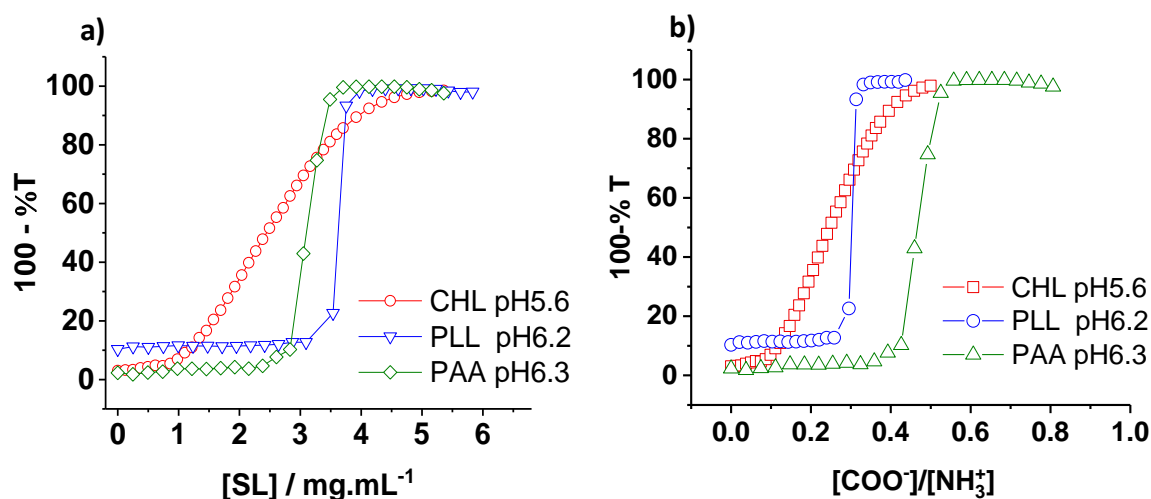 a)
100 - %T
100
80
60
40
20
0
CHL pH5.6
PLL pH6.2
PAA pH6.3
0 1 2 3 4 5 6
[SL] / mg.mL⁻¹
b)
100-% T
100
80
60
40
20
0
CHL pH5.6
PLL pH6.2
PAA pH6.3
0.0 0.2 0.4 0.6 0.8 1.0
[COO⁻]/[NH₃⁺]